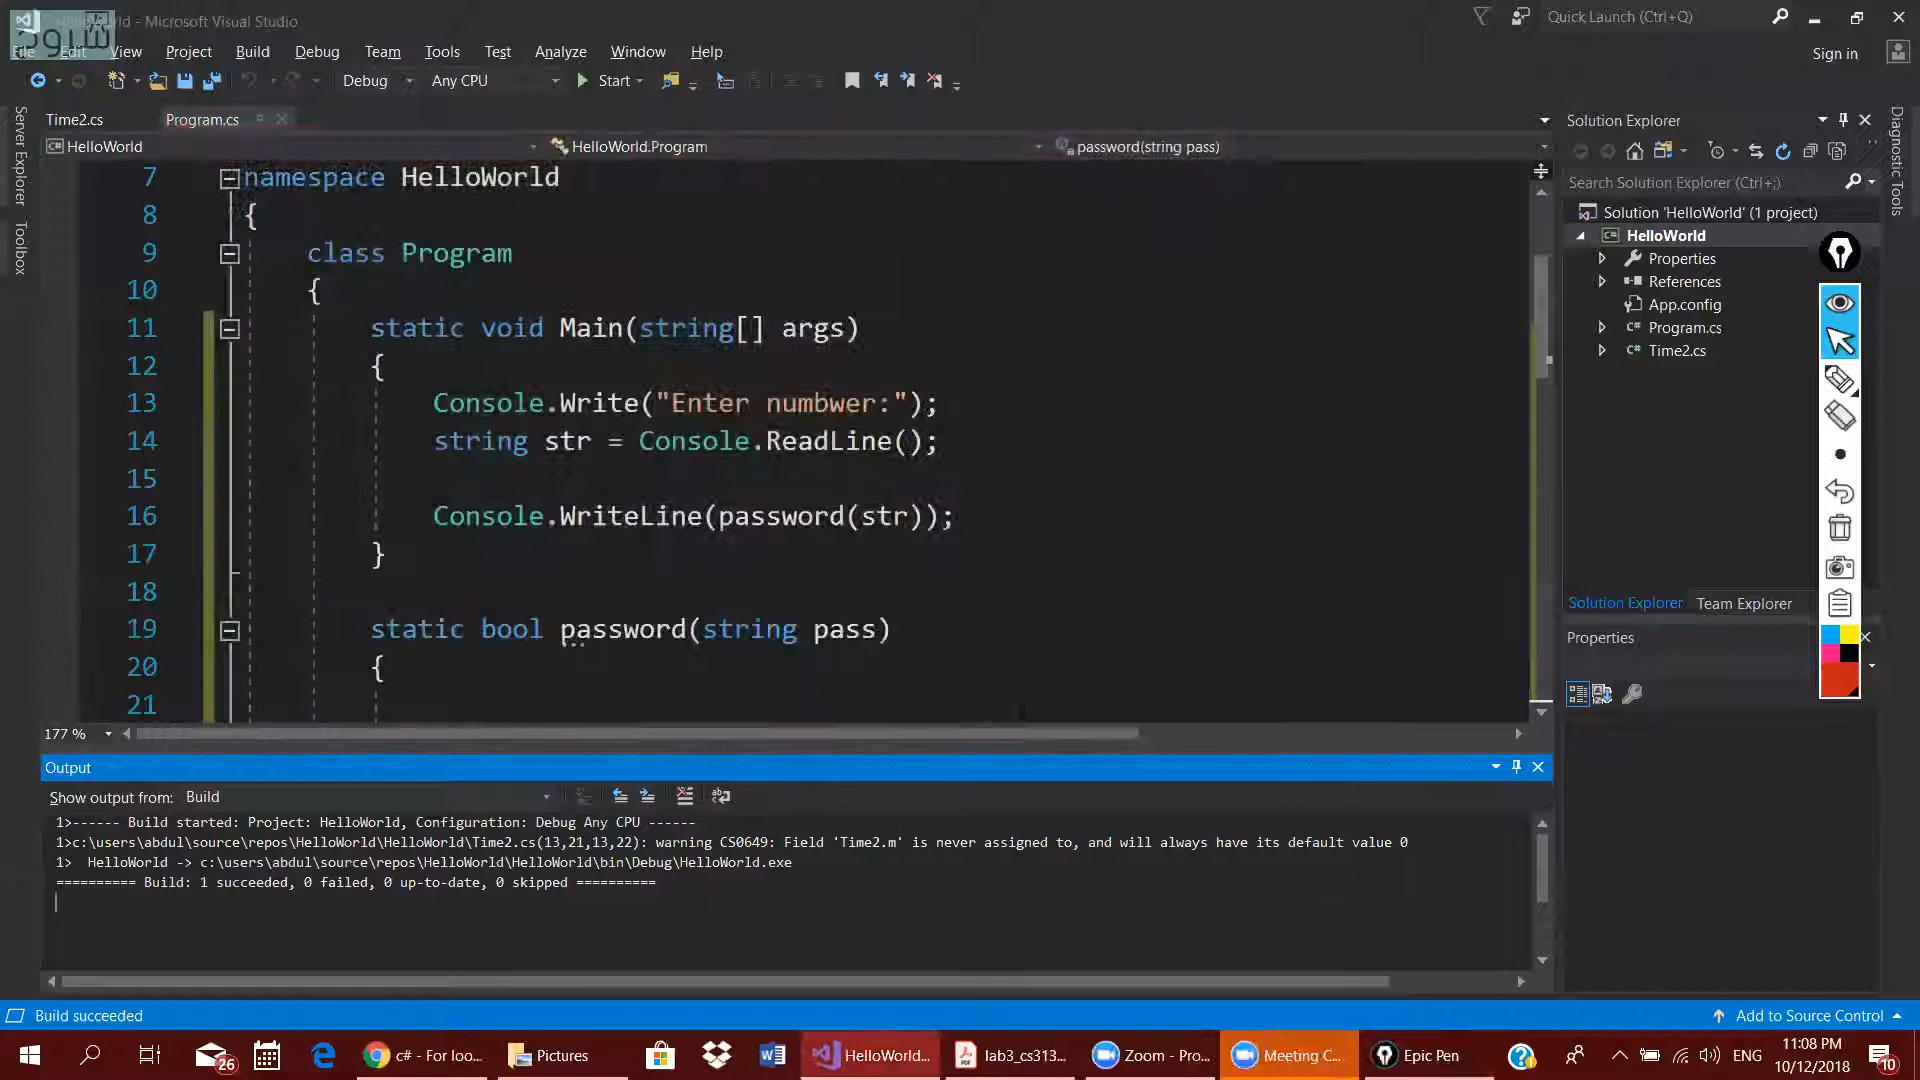 HelloWorld - Microsoft Visual Studio
Quick Launch (Ctrl+Q)
File Edit View Project Build Debug Team Tools Test Analyze Window Help
Sign in
Debug Any CPU Start
Server Explorer
Toolbox
Diagnostic Tools
Time2.cs Program.cs
HelloWorld HelloWorld.Program password(string pass)
7 namespace HelloWorld
8 {
9 class Program
10 {
11 static void Main(string[] args)
12 {
13 Console.Write("Enter numbwer:");
14 string str = Console.ReadLine();
15
16 Console.WriteLine(password(str));
17 }
18
19 static bool password(string pass)
20 {
21
177 %
Solution Explorer
Search Solution Explorer (Ctrl+;)
Solution 'HelloWorld' (1 project)
HelloWorld
Properties
References
App.config
Program.cs
Time2.cs
Solution Explorer Team Explorer
Properties
Output
Show output from: Build
1>------ Build started: Project: HelloWorld, Configuration: Debug Any CPU ------
1>c:\users\abdul\source\repos\HelloWorld\HelloWorld\Time2.cs(13,21,13,22): warning CS0649: Field 'Time2.m' is never assigned to, and will always have its default value 0
1> HelloWorld -> c:\users\abdul\source\repos\HelloWorld\HelloWorld\bin\Debug\HelloWorld.exe
========== Build: 1 succeeded, 0 failed, 0 up-to-date, 0 skipped ==========
Build succeeded
Add to Source Control
26
c# - For loo...
Pictures
HelloWorld...
lab3_cs313...
Zoom - Pro...
Meeting C...
Epic Pen
ENG
11:08 PM
10/12/2018
10